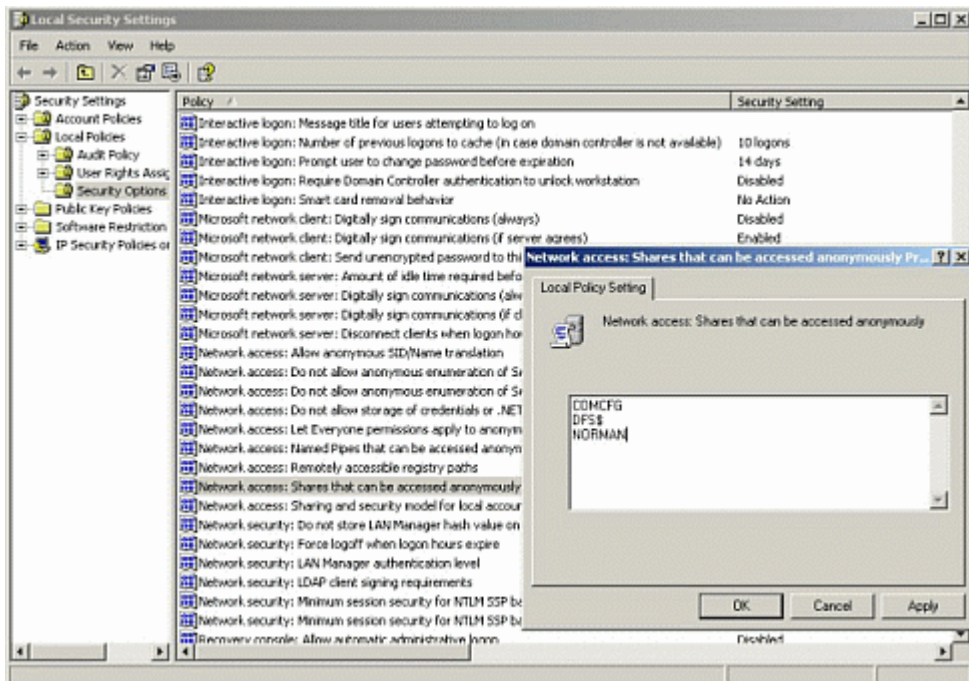 Local Security Settings
File Action View Help
Security Settings
Account Policies
Local Policies
Audit Policy
User Rights Assig
Security Options
Public Key Policies
Software Restriction
IP Security Policies or
Policy Security Setting
Interactive logon: Message title for users attempting to log on
Interactive logon: Number of previous logons to cache (in case domain controller is not available) 10 logons
Interactive logon: Prompt user to change password before expiration 14 days
Interactive logon: Require Domain Controller authentication to unlock workstation Disabled
Interactive logon: Smart card removal behavior No Action
Microsoft network client: Digitally sign communications (always) Disabled
Microsoft network client: Digitally sign communications (if server agrees) Enabled
Microsoft network client: Send unencrypted password to thi
Microsoft network server: Amount of idle time required befo
Microsoft network server: Digitally sign communications (alw
Microsoft network server: Digitally sign communications (if cl
Microsoft network server: Disconnect clients when logon hou
Network access: Allow anonymous SID/Name translation
Network access: Do not allow anonymous enumeration of SA
Network access: Do not allow anonymous enumeration of SA
Network access: Do not allow storage of credentials or .NET
Network access: Let Everyone permissions apply to anonym
Network access: Named Pipes that can be accessed anonym
Network access: Remotely accessible registry paths
Network access: Shares that can be accessed anonymously
Network access: Sharing and security model for local accour
Network security: Do not store LAN Manager hash value on
Network security: Force logoff when logon hours expire
Network security: LAN Manager authentication level
Network security: LDAP client signing requirements
Network security: Minimum session security for NTLM SSP ba
Network security: Minimum session security for NTLM SSP ba
Recovery console: Allow automatic administrative logon Disabled
Network access: Shares that can be accessed anonymously Pr...
Local Policy Setting
Network access: Shares that can be accessed anonymously
COMCFG
DFS$
NORMAN
OK Cancel Apply